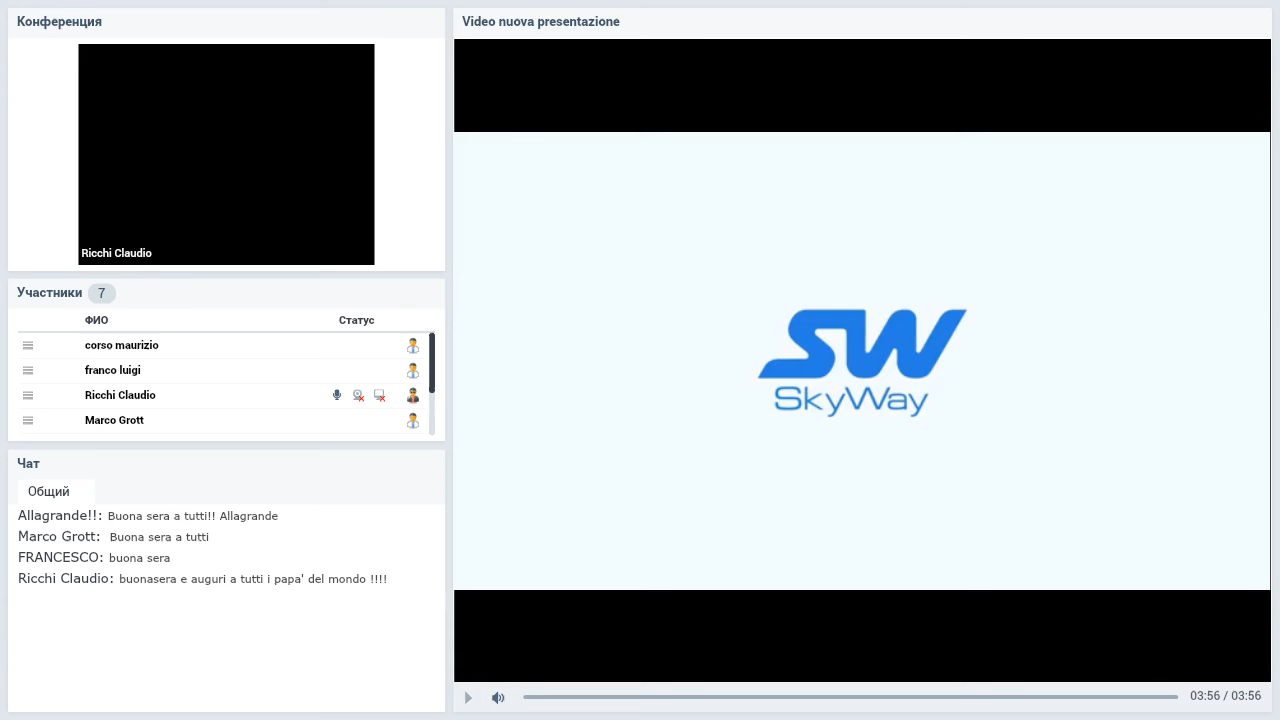 Конференция
Ricchi Claudio
Участники 7
ФИО Статус
corso maurizio
franco luigi
Ricchi Claudio
Marco Grott
Чат
Общий
Allagrande!!: Buona sera a tutti!! Allagrande
Marco Grott: Buona sera a tutti
FRANCESCO: buona sera
Ricchi Claudio: buonasera e auguri a tutti i papa' del mondo !!!!
Video nuova presentazione
SW
SkyWay
03:56 / 03:56